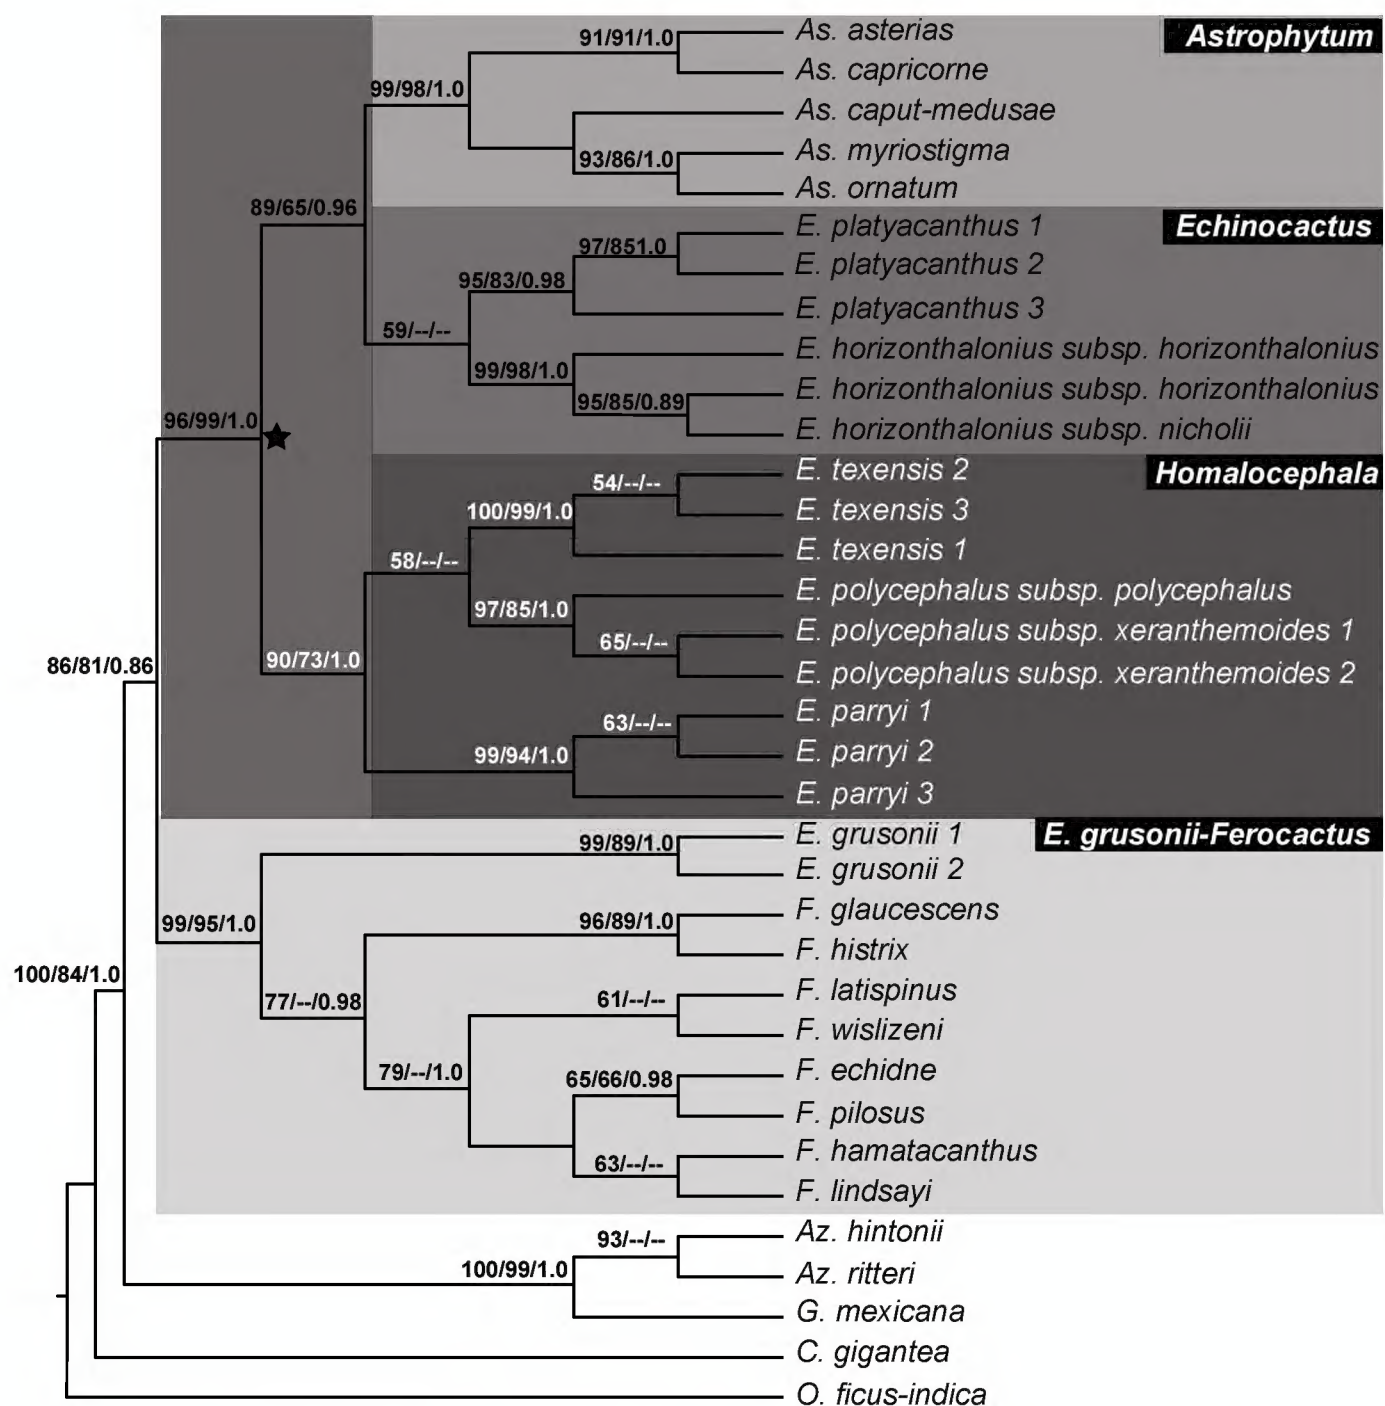 91/91/1.0
As. asterias
Astrophytum
As. capricorne
99/98/1.0
As. caput-medusae
As. myriostigma
93/86/1.0
As. ornatum
89/65/0.96
E. platyacanthus 1
Echinocactus
97/851.0
E. platyacanthus 2
95/83/0.98
E. platyacanthus 3
59/--/--
E. horizonthalonius subsp. horizonthalonius
99/98/1.0
E. horizonthalonius subsp. horizonthalonius
95/85/0.89
96/99/1.0
E. horizonthalonius subsp. nicholii
E. texensis 2
Homalocephala
54/--/--
100/99/1.0
E. texensis 3
E. texensis 1
58/--/--
E. polycephalus subsp. polycephalus
97/85/1.0
E. polycephalus subsp. xeranthemoides 1
65/--/--
86/81/0.86
90/73/1.0
E. polycephalus subsp. xeranthemoides 2
E. parryi 1
63/--/--
E. parryi 2
99/94/1.0
E. parryi 3
E. grusonii 1
E. grusonii-Ferocactus
99/89/1.0
E. grusonii 2
99/95/1.0
96/89/1.0
F. glaucescens
F. histrix
100/84/1.0
77/--/0.98
61/--/--
F. latispinus
F. wislizeni
79/--/1.0
65/66/0.98
F. echidne
F. pilosus
F. hamatacanthus
63/--/--
F. lindsayi
93/--/--
Az. hintonii
100/99/1.0
Az. ritteri
G. mexicana
C. gigantea
O. ficus-indica